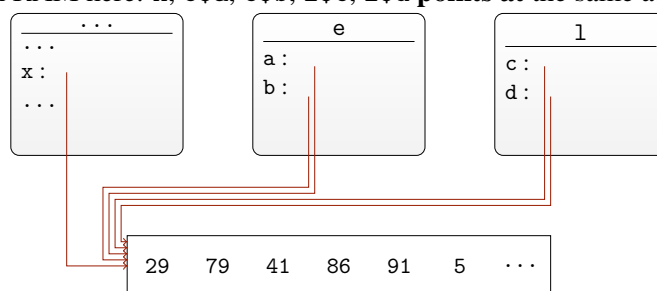 RAM here: x, e$a, e$b, l$c, l$d points at the same
...
...
x:
...
e
a:
b:
l
c:
d:
29 79 41 86 91 5 ...